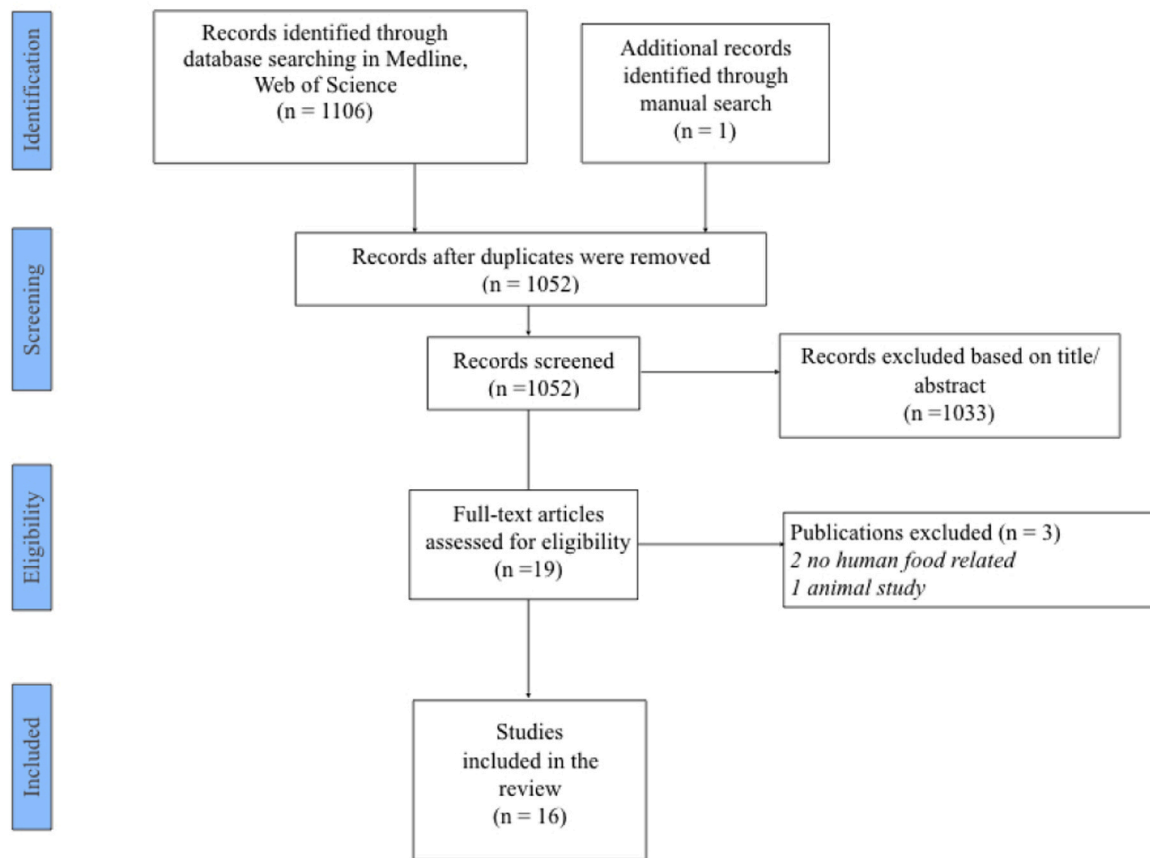 Identification
Records identified through
database searching in Medline,
Web of Science
(n = 1106)
Additional records
identified through
manual search
(n = 1)
Screening
Records after duplicates were removed
(n = 1052)
Records screened
(n =1052)
Records excluded based on title/
abstract
(n =1033)
Eligibility
Full-text articles
assessed for eligibility
(n =19)
Publications excluded (n = 3)
2 no human food related
1 animal study
Included
Studies
included in the
review
(n = 16)